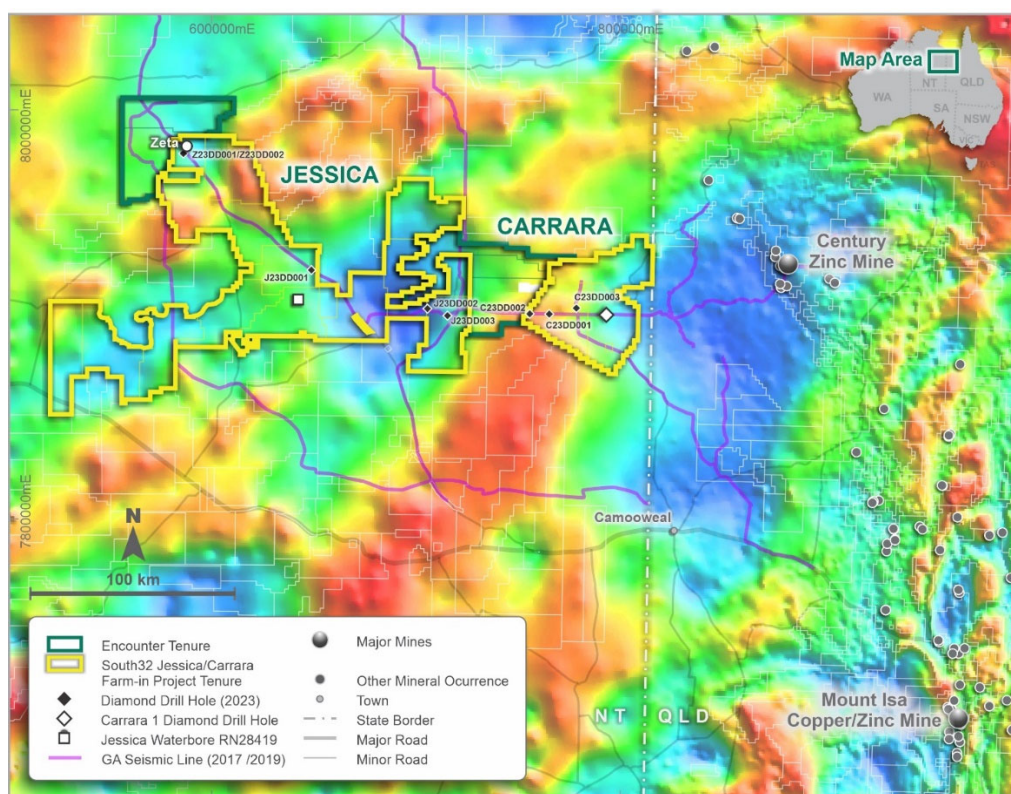 600000mE
800000mE
8000000mE
7800000mE
Map Area
WA
NT
QLD
SA
NSW
VIC
Zeta
Z23DD001/Z23DD002
JESSICA
CARRARA
Century
Zinc Mine
J23DD001
J23DD002
J23DD003
C23DD002
C23DD003
C23DD001
Camooweal
N
100 km
NT QLD
Mount Isa
Copper/Zinc Mine
Encounter Tenure
South32 Jessica/Carrara
Farm-in Project Tenure
Diamond Drill Hole (2023)
Carrara 1 Diamond Drill Hole
Jessica Waterbore RN28419
GA Seismic Line (2017 /2019)
Major Mines
Other Mineral Ocurrence
Town
State Border
Major Road
Minor Road